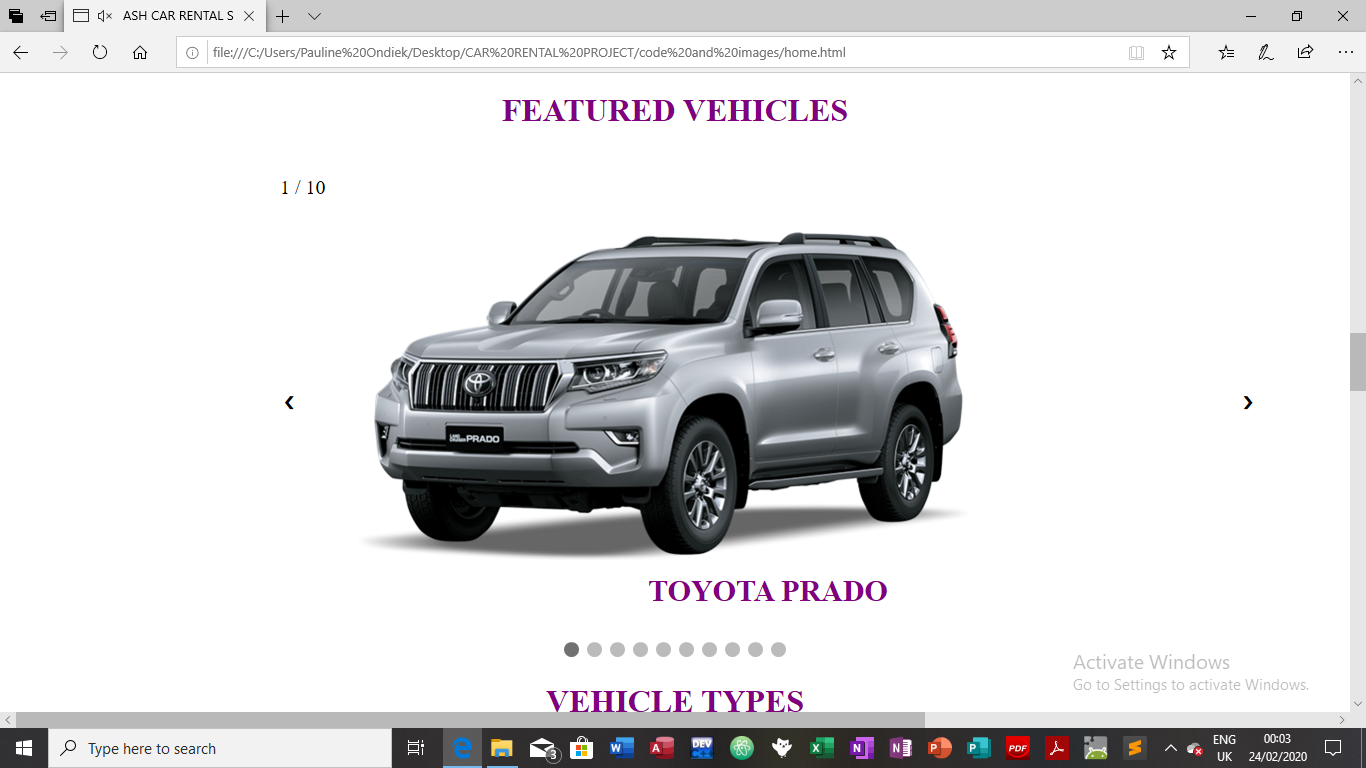 ASH CAR RENTAL S
file:///C:/Users/Pauline%20Ondiek/Desktop/CAR%20RENTAL%20PROJECT/code%20and%20images/home.html
FEATURED VEHICLES
1 / 10
LAND CRUISER PRADO
❮
❯
TOYOTA PRADO
Activate Windows
Go to Settings to activate Windows.
VEHICLE TYPES
Type here to search
3
W
A
DEV
X
N
N
P
P
PDF
S
ENG
UK
00:03
24/02/2020